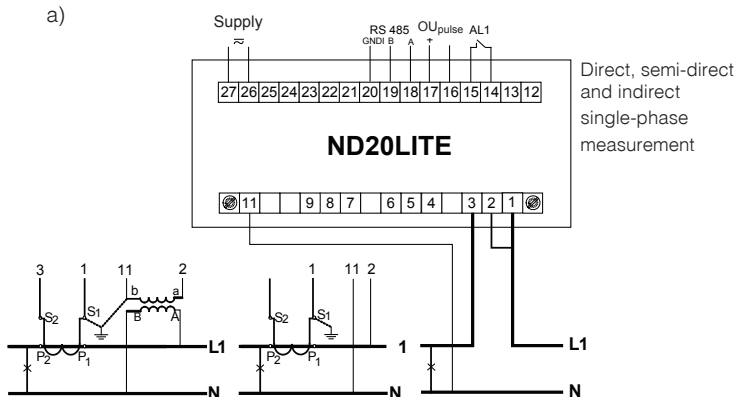 a)
Supply
RS 485 OUpulse AL1
GNDI B A +
27 26 25 24 23 22 21 20 19 18 17 16 15 14 13 12
Direct, semi-direct
and indirect
single-phase
measurement
ND20LITE
11 9 8 7 6 5 4 3 2 1
3 1 11 2
b a
S2 S1
B A
P2 P1
L1
N
1 11 2
S2 S1
P2 P1
1
N
L1
N